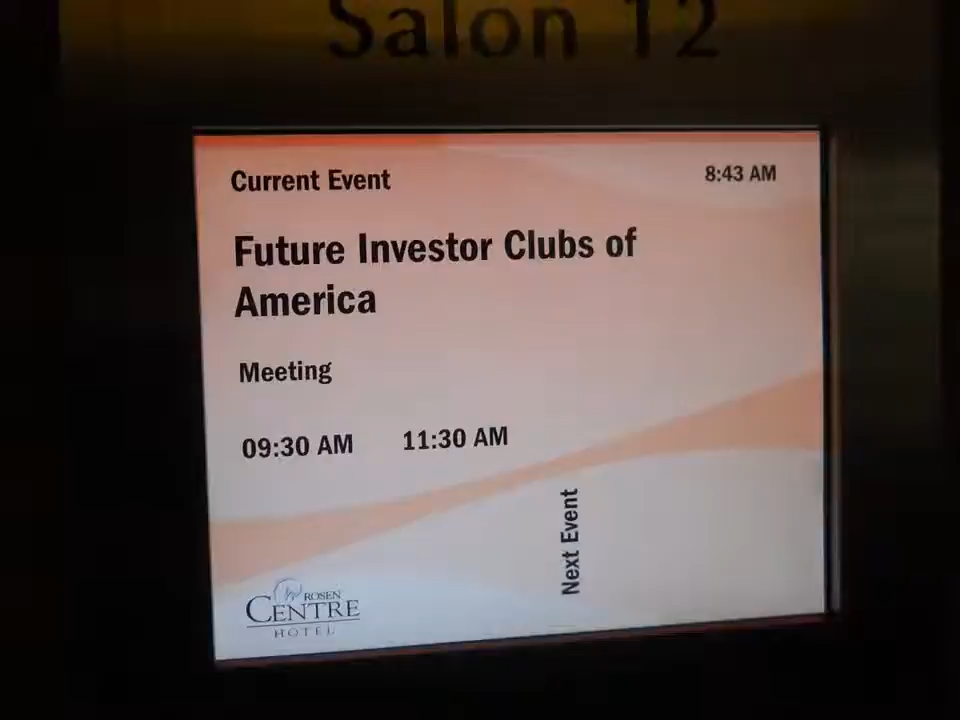 Salon 12
Current Event
8:43 AM
Future Investor Clubs of
America
Meeting
09:30 AM 11:30 AM
Next Event
ROSEN
CENTRE
HOTEL